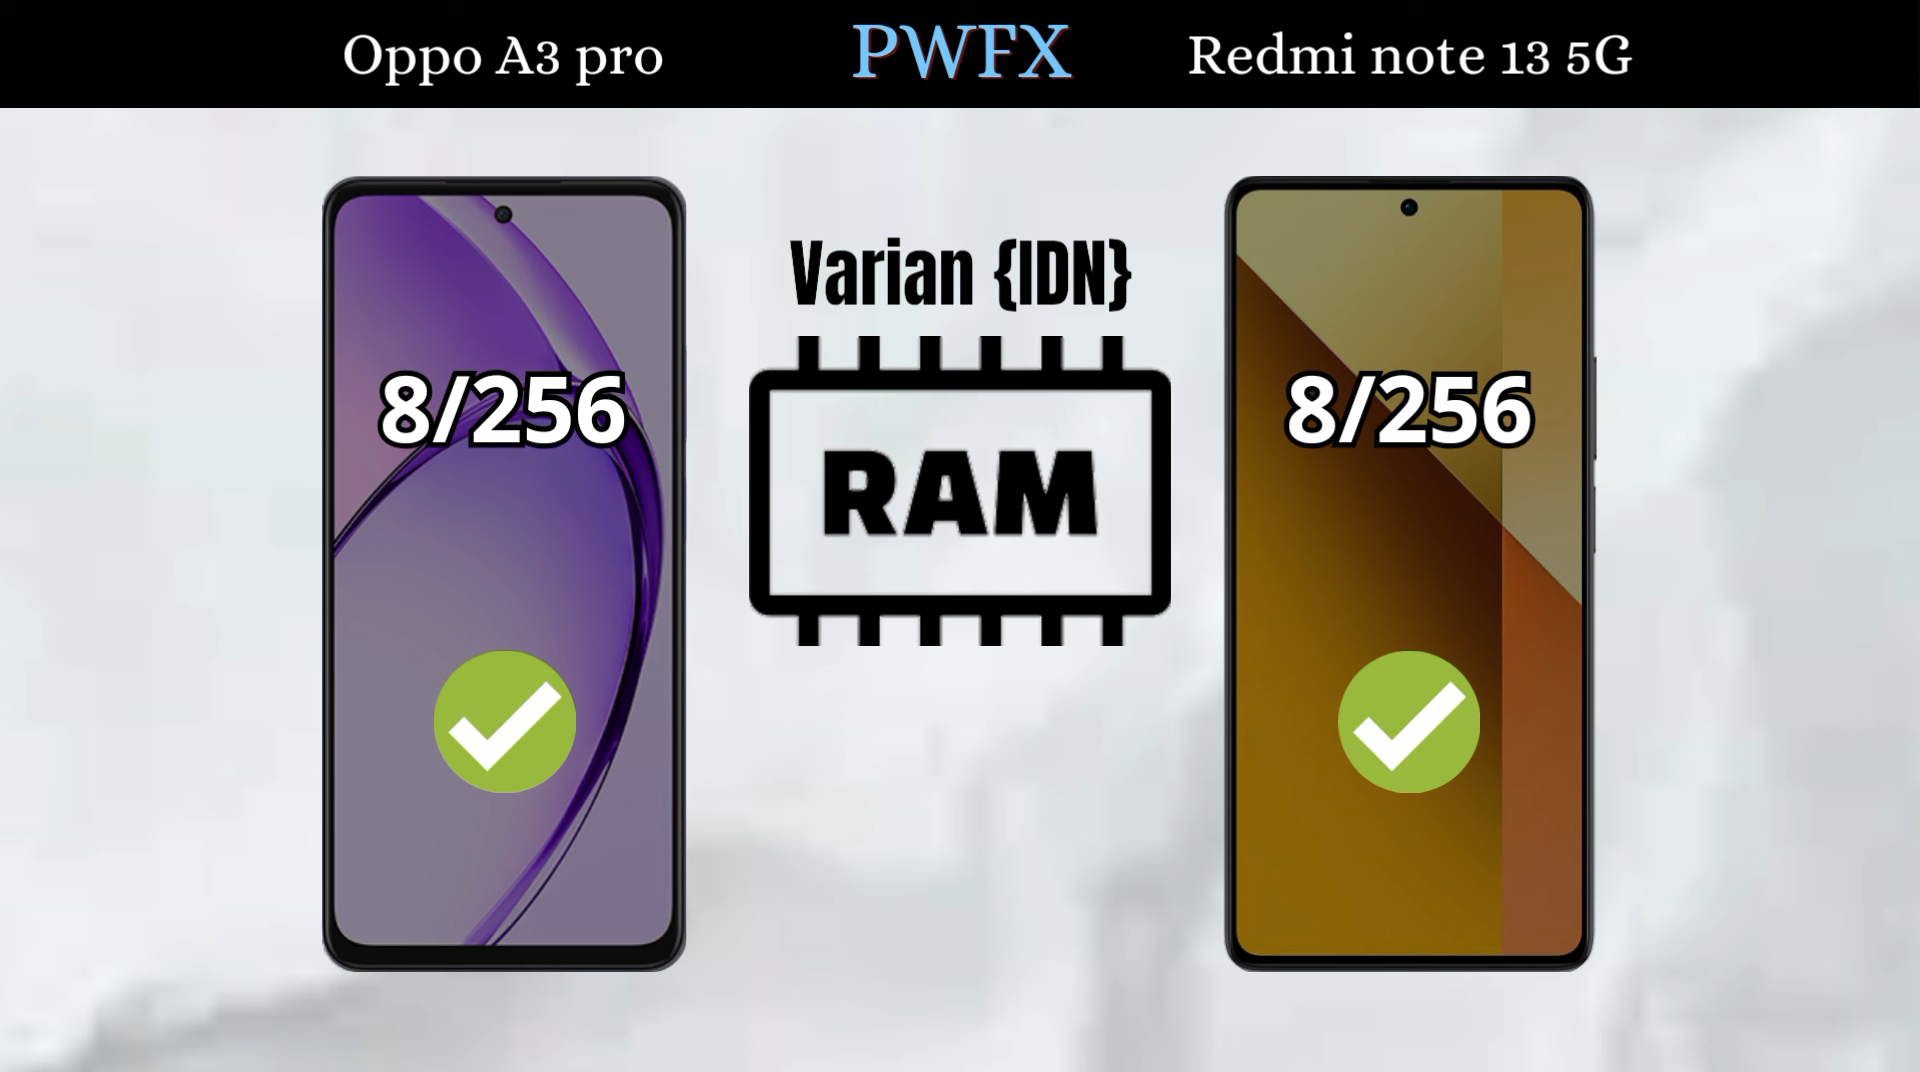 Oppo A3 pro
PWFX
Redmi note 13 5G
Varian {IDN}
8/256
RAM
8/256